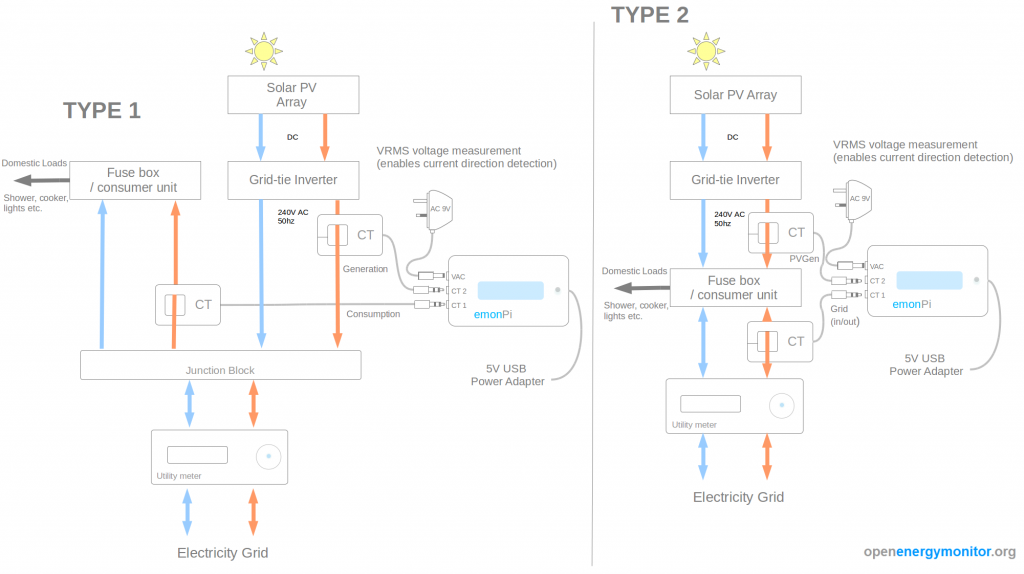 TYPE 1
Solar PV
Array
DC
Domestic Loads
Fuse box
/ consumer unit
Shower, cooker,
lights etc.
Grid-tie Inverter
240V AC
50hz
VRMS voltage measurement
(enables current direction detection)
AC 9V
CT
Generation
VAC
CT 2
CT 1
emonPi
CT
Consumption
5V USB
Power Adapter
Junction Block
Utility meter
Electricity Grid
TYPE 2
Solar PV Array
DC
VRMS voltage measurement
(enables current direction detection)
Grid-tie Inverter
AC 9V
240V AC
50hz
CT
PVGen
Domestic Loads
Fuse box
/ consumer unit
Shower, cooker,
lights etc.
VAC
CT 2
CT 1
emonPi
Grid
(in/out)
CT
5V USB
Power Adapter
Utility meter
Electricity Grid
openenergymonitor.org